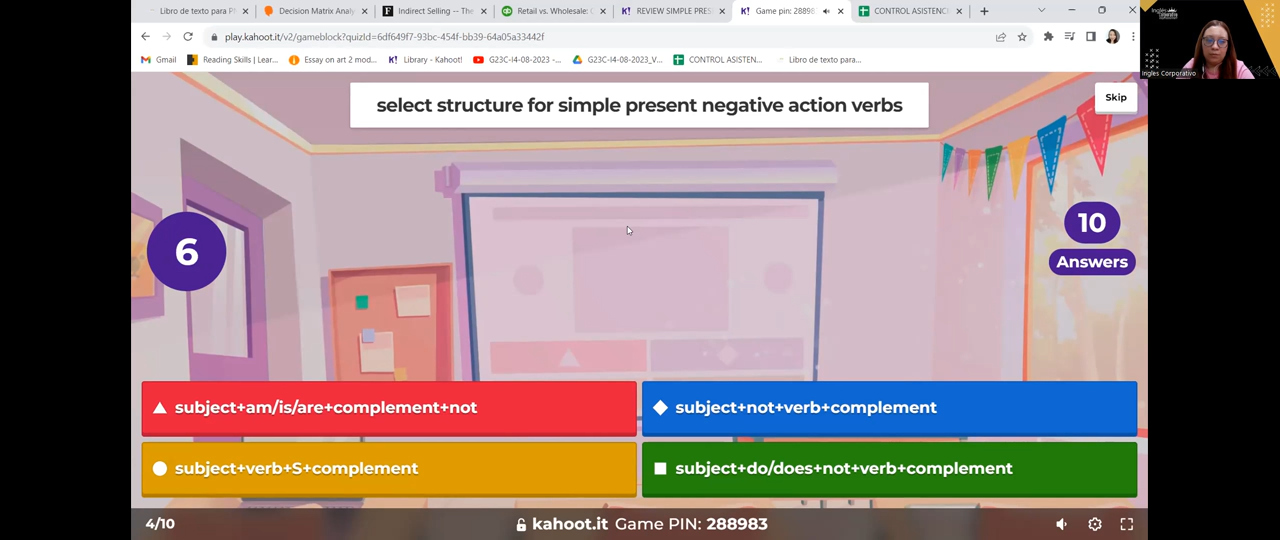 Libro de texto para P
Decision Matrix Analy
Indirect Selling -- The
Retail vs. Wholesale: 
REVIEW SIMPLE PRES
Game pin: 28898
CONTROL ASISTENC
play.kahoot.it/v2/gameblock?quizId=6df649f7-93bc-454f-bb39-64a05a33442f
Gmail
Reading Skills | Lear...
Essay on art 2 mod...
Library - Kahoot!
G23C-I4-08-2023 -...
G23C-I4-08-2023_V...
CONTROL ASISTEN...
Libro de texto para...
Inglés Corporativo
select structure for simple present negative action verbs
Skip
6
10
Answers
subject+am/is/are+complement+not
subject+not+verb+complement
subject+verb+S+complement
subject+do/does+not+verb+complement
4/10
kahoot.it Game PIN: 288983